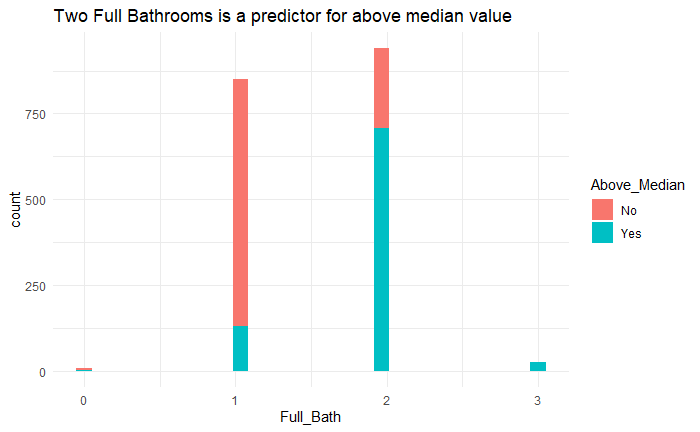 Two Full Bathrooms is a predictor for above median value
count
750
500
250
0
0 1 2 3
Full_Bath
Above_Median
No
Yes